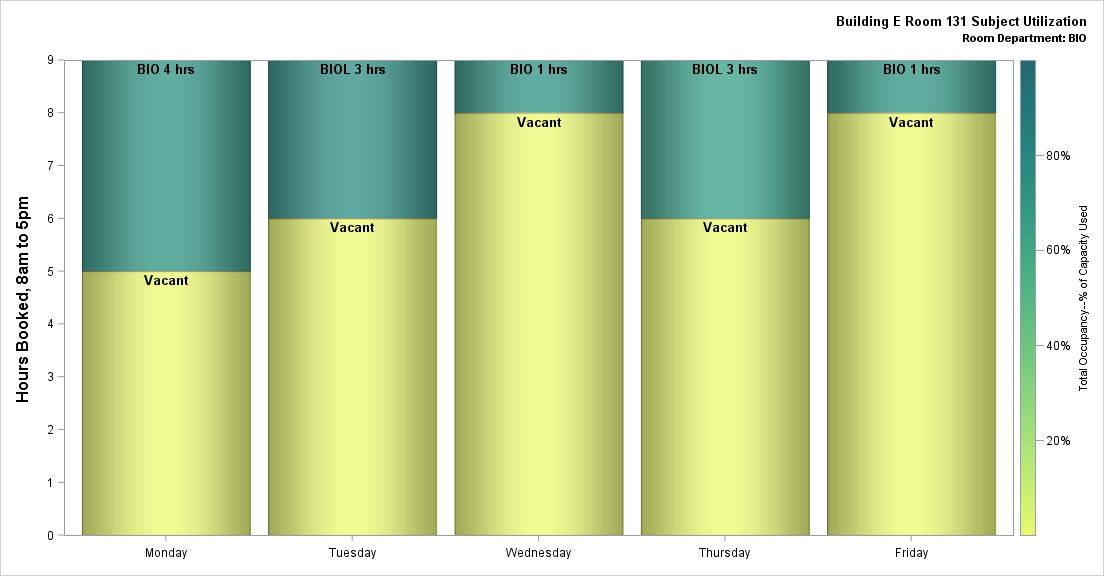 Building E Room 131 Subject Utilization
Room Department: BIO
Hours Booked, 8am to 5pm
9
8
7
6
5
4
3
2
1
0
BIO 4 hrs
Vacant
BIOL 3 hrs
Vacant
BIO 1 hrs
Vacant
BIOL 3 hrs
Vacant
BIO 1 hrs
Vacant
Monday
Tuesday
Wednesday
Thursday
Friday
80%
60%
40%
20%
Total Occupancy--% of Capacity Used